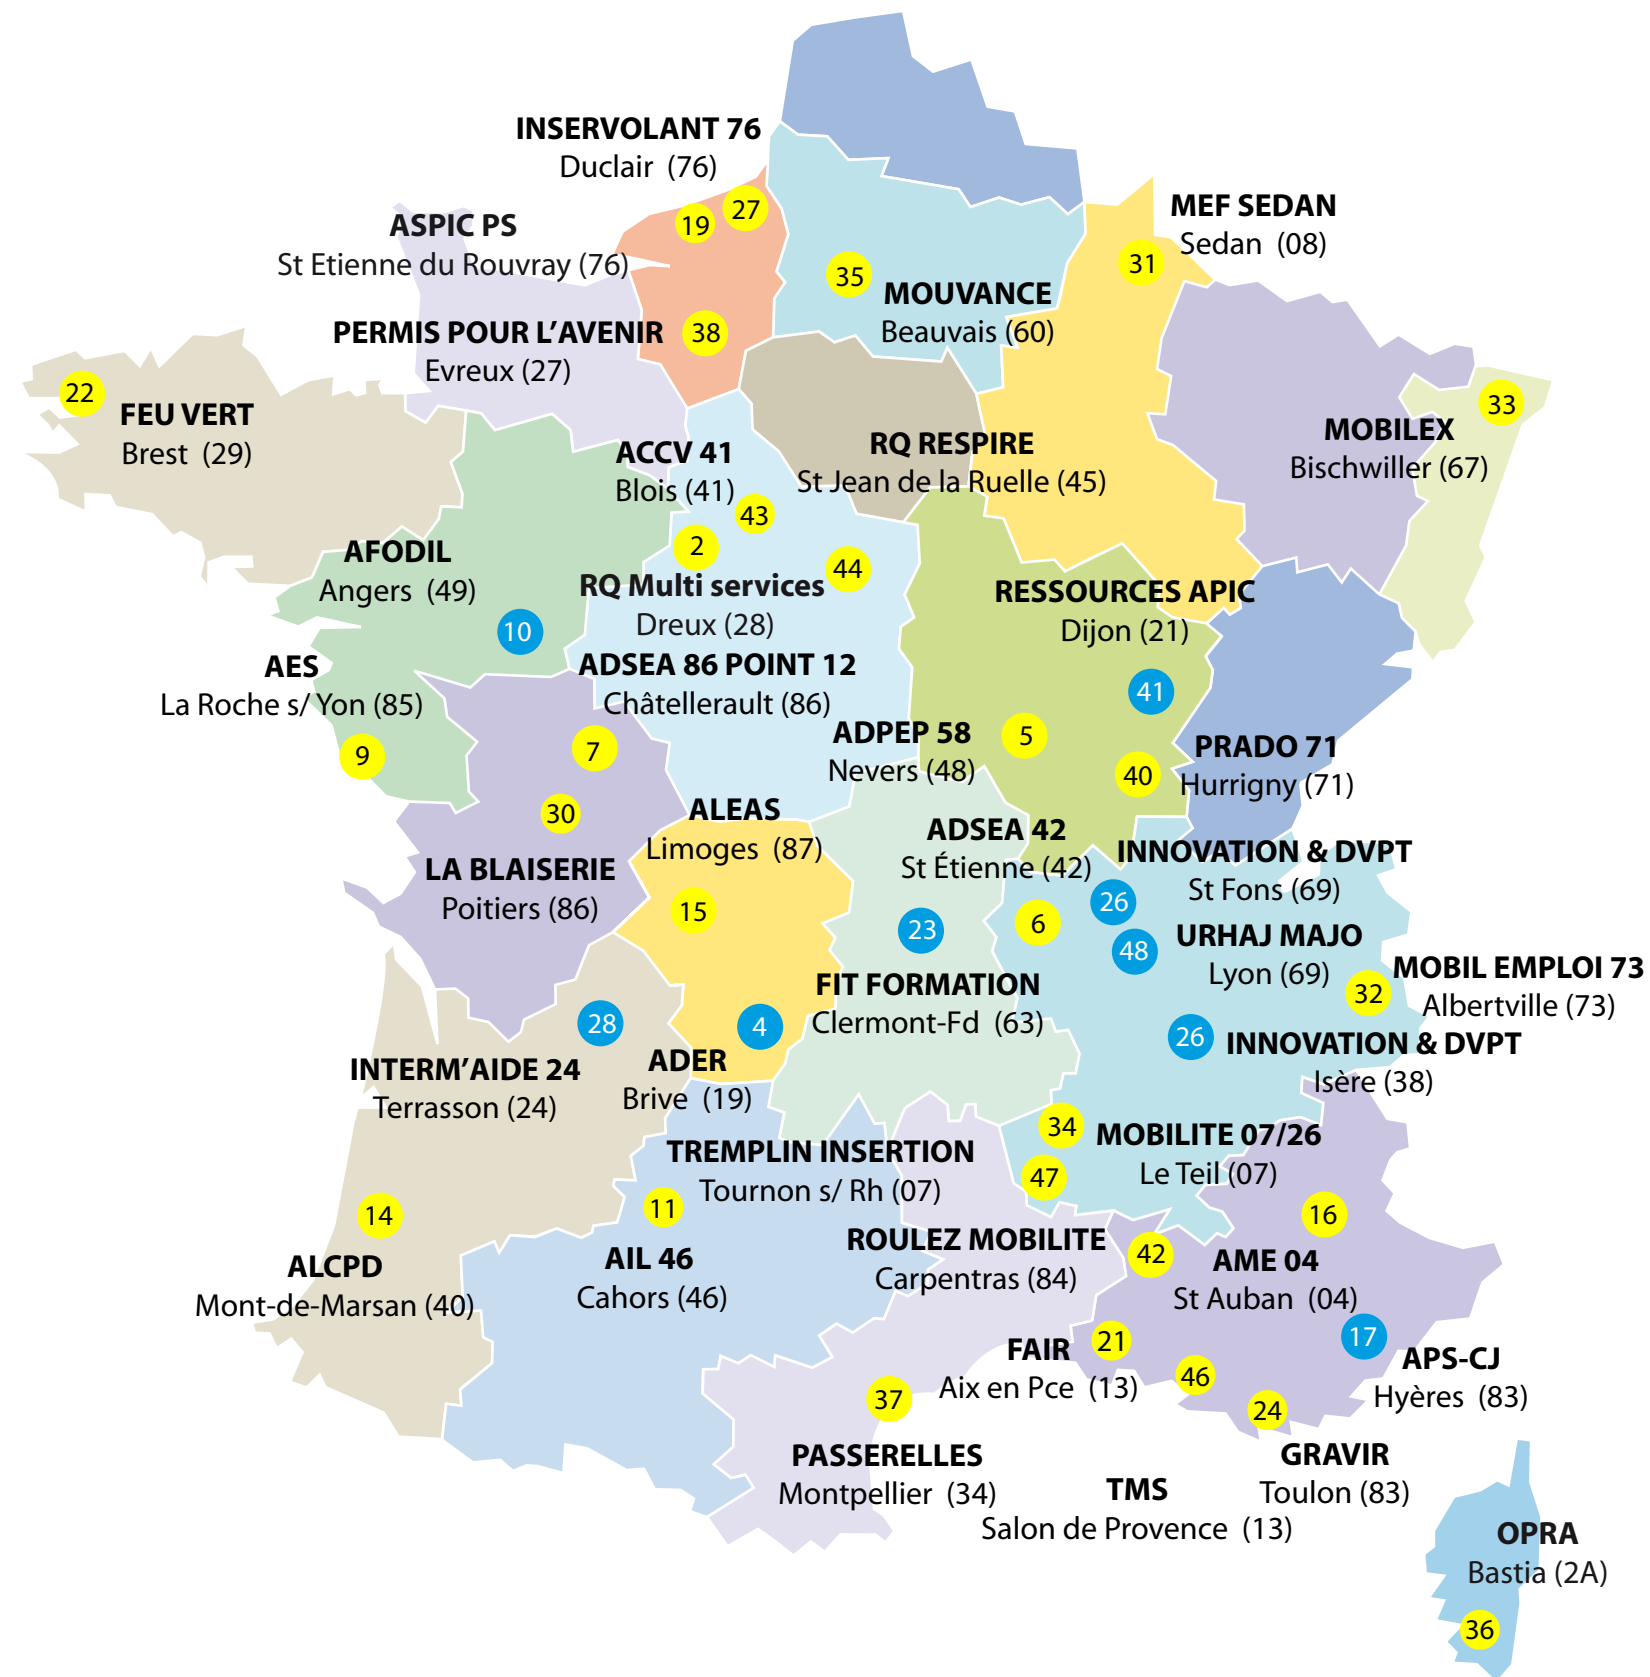 INSERVOLANT 76
Duclair (76)
27
19
ASPIC PS
St Etienne du Rouvray (76)
MEF SEDAN
Sedan (08)
31
35
MOUVANCE
Beauvais (60)
PERMIS POUR L'AVENIR
Evreux (27)
38
22
FEU VERT
Brest (29)
33
MOBILEX
Bischwiller (67)
ACCV 41
Blois (41)
RQ RESPIRE
St Jean de la Ruelle (45)
43
2
44
AFODIL
Angers (49)
10
RQ Multi services
Dreux (28)
RESSOURCES APIC
Dijon (21)
41
AES
La Roche s/ Yon (85)
9
ADSEA 86 POINT 12
Châtellerault (86)
7
ADPEP 58
Nevers (48)
5
40
PRADO 71
Hurrigny (71)
30
LA BLAISERIE
Poitiers (86)
ALEAS
Limoges (87)
15
ADSEA 42
St Étienne (42)
6
INNOVATION & DVPT
St Fons (69)
26
23
48
URHAJ MAJO
Lyon (69)
MOBIL EMPLOI 73
Albertville (73)
32
FIT FORMATION
Clermont-Fd (63)
28
4
26
INNOVATION & DVPT
Isère (38)
INTERM'AIDE 24
Terrasson (24)
ADER
Brive (19)
34
MOBILITE 07/26
Le Teil (07)
TREMPLIN INSERTION
Tournon s/ Rh (07)
47
11
14
16
ALCPD
Mont-de-Marsan (40)
AIL 46
Cahors (46)
ROULEZ MOBILITE
Carpentras (84)
42
AME 04
St Auban (04)
17
21
FAIR
Aix en Pce (13)
APS-CJ
Hyères (83)
46
37
24
PASSERELLES
Montpellier (34)
GRAVIR
Toulon (83)
TMS
Salon de Provence (13)
OPRA
Bastia (2A)
36